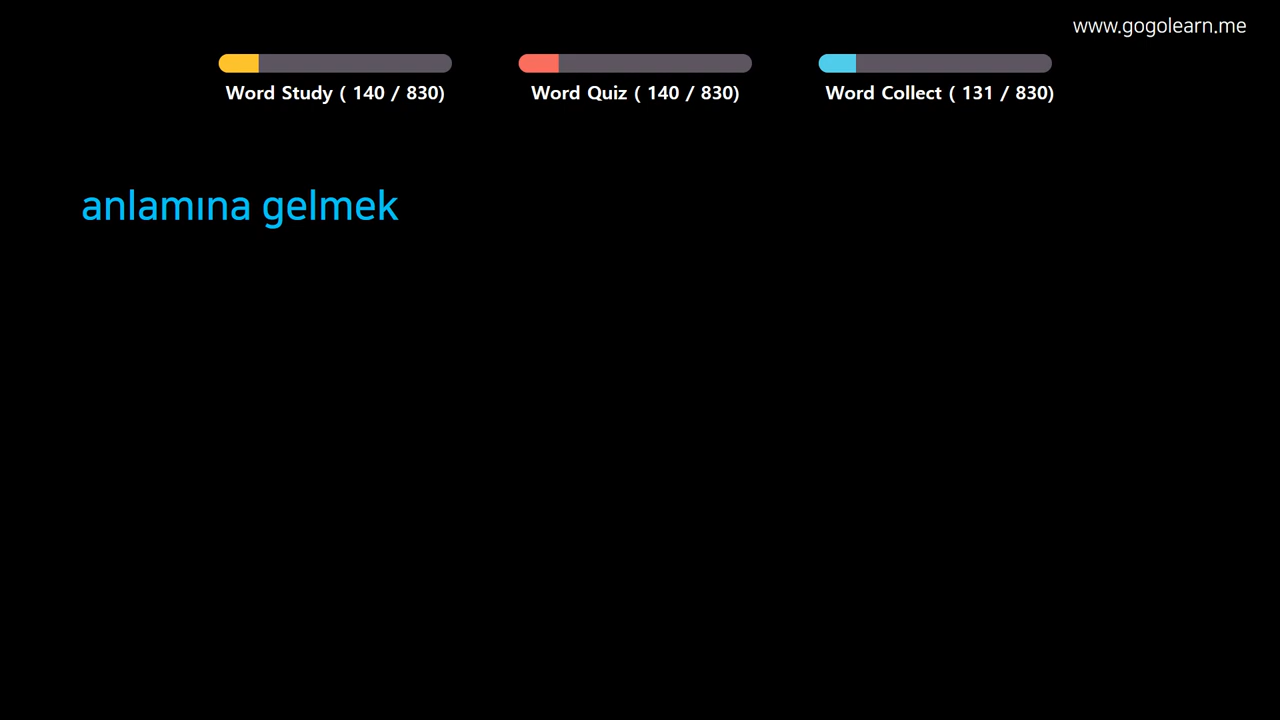 www.gogolearn.me
Word Study ( 140 / 830)
Word Quiz ( 140 / 830)
Word Collect ( 131 / 830)
anlamına gelmek